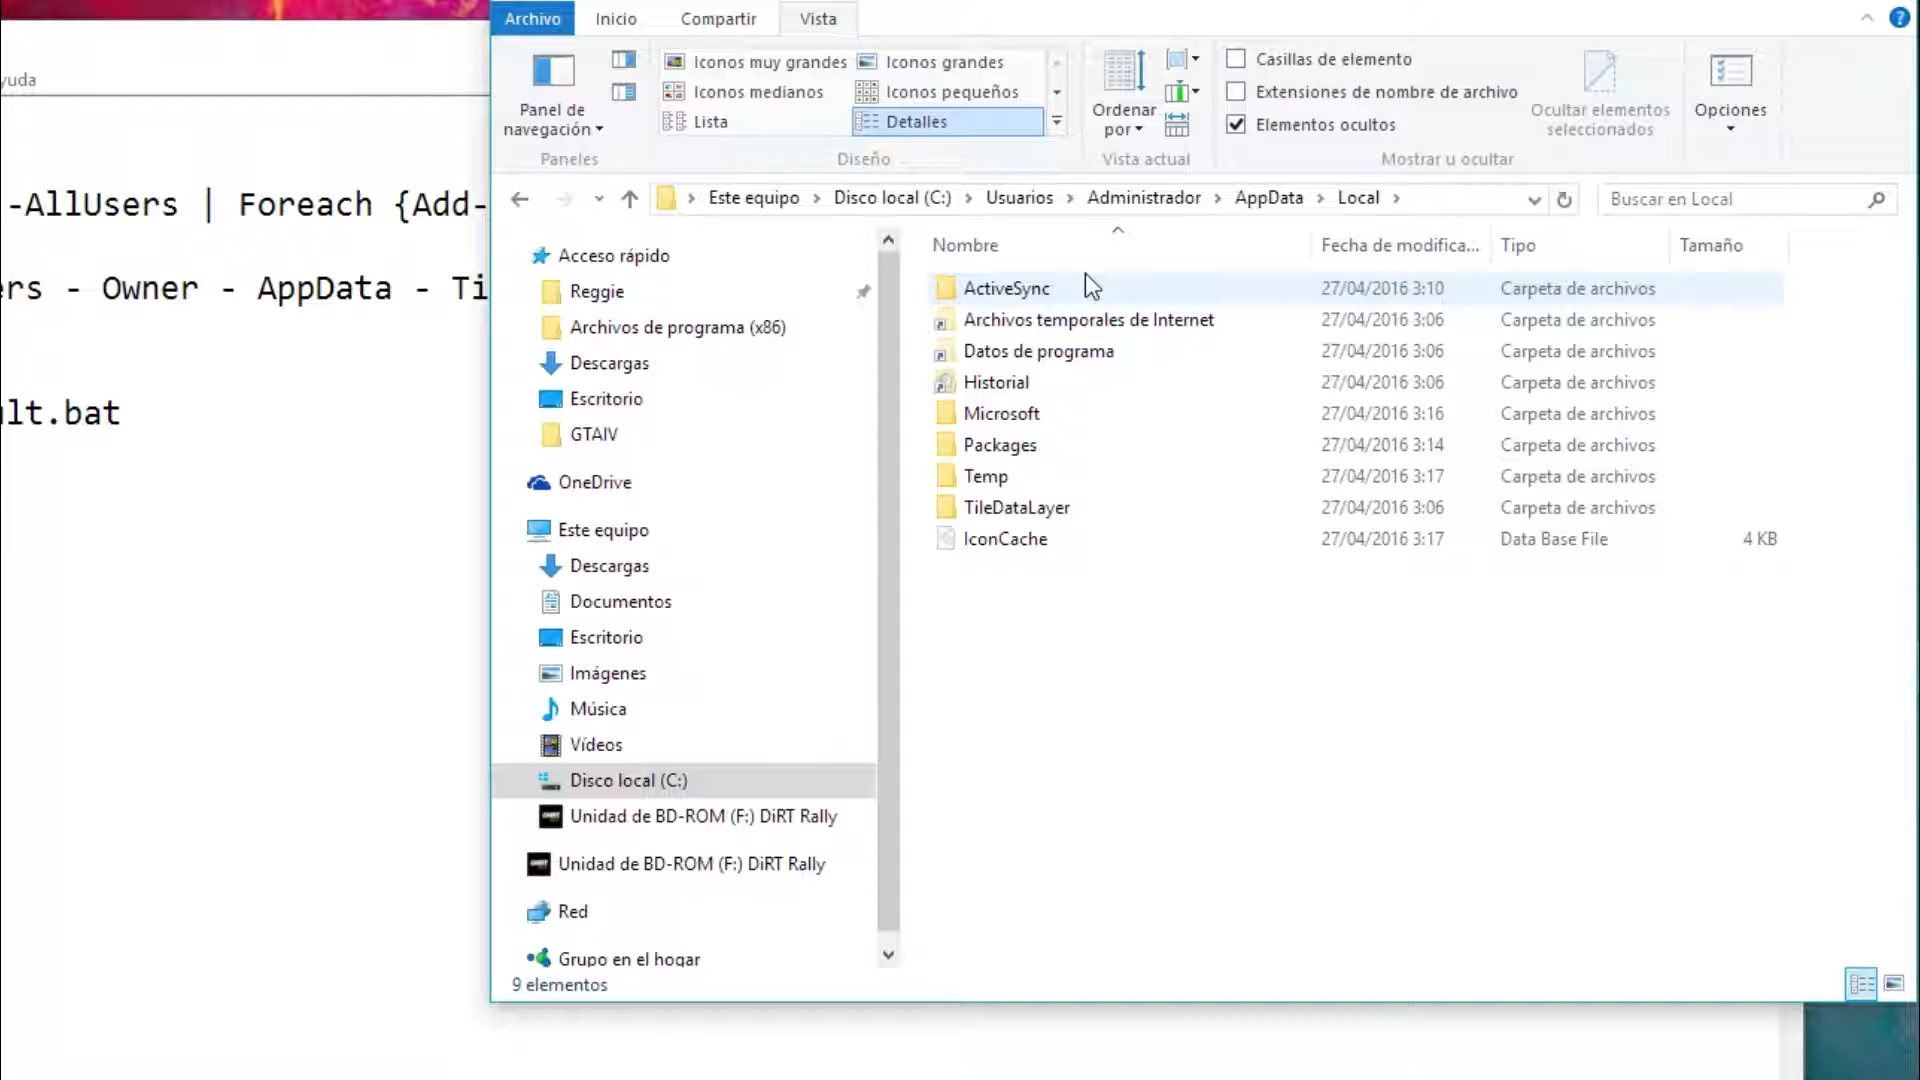 Archivo Inicio Compartir Vista
yuda
Panel de navegación
Iconos muy grandes
Iconos grandes
Iconos medianos
Iconos pequeños
Lista
Detalles
Ordenar por
Casillas de elemento
Extensiones de nombre de archivo
Elementos ocultos
Ocultar elementos seleccionados
Opciones
Paneles
Diseño
Vista actual
Mostrar u ocultar
-AllUsers | Foreach {Add-
ers - Owner - AppData - Ti
ult.bat
Este equipo > Disco local (C:) > Usuarios > Administrador > AppData > Local >
Buscar en Local
Acceso rápido
Reggie
Archivos de programa (x86)
Descargas
Escritorio
GTAIV
OneDrive
Este equipo
Descargas
Documentos
Escritorio
Imágenes
Música
Vídeos
Disco local (C:)
Unidad de BD-ROM (F:) DiRT Rally
Unidad de BD-ROM (F:) DiRT Rally
Red
Grupo en el hogar
Nombre Fecha de modifica... Tipo Tamaño
ActiveSync 27/04/2016 3:10 Carpeta de archivos
Archivos temporales de Internet 27/04/2016 3:06 Carpeta de archivos
Datos de programa 27/04/2016 3:06 Carpeta de archivos
Historial 27/04/2016 3:06 Carpeta de archivos
Microsoft 27/04/2016 3:16 Carpeta de archivos
Packages 27/04/2016 3:14 Carpeta de archivos
Temp 27/04/2016 3:17 Carpeta de archivos
TileDataLayer 27/04/2016 3:06 Carpeta de archivos
IconCache 27/04/2016 3:17 Data Base File 4 KB
9 elementos